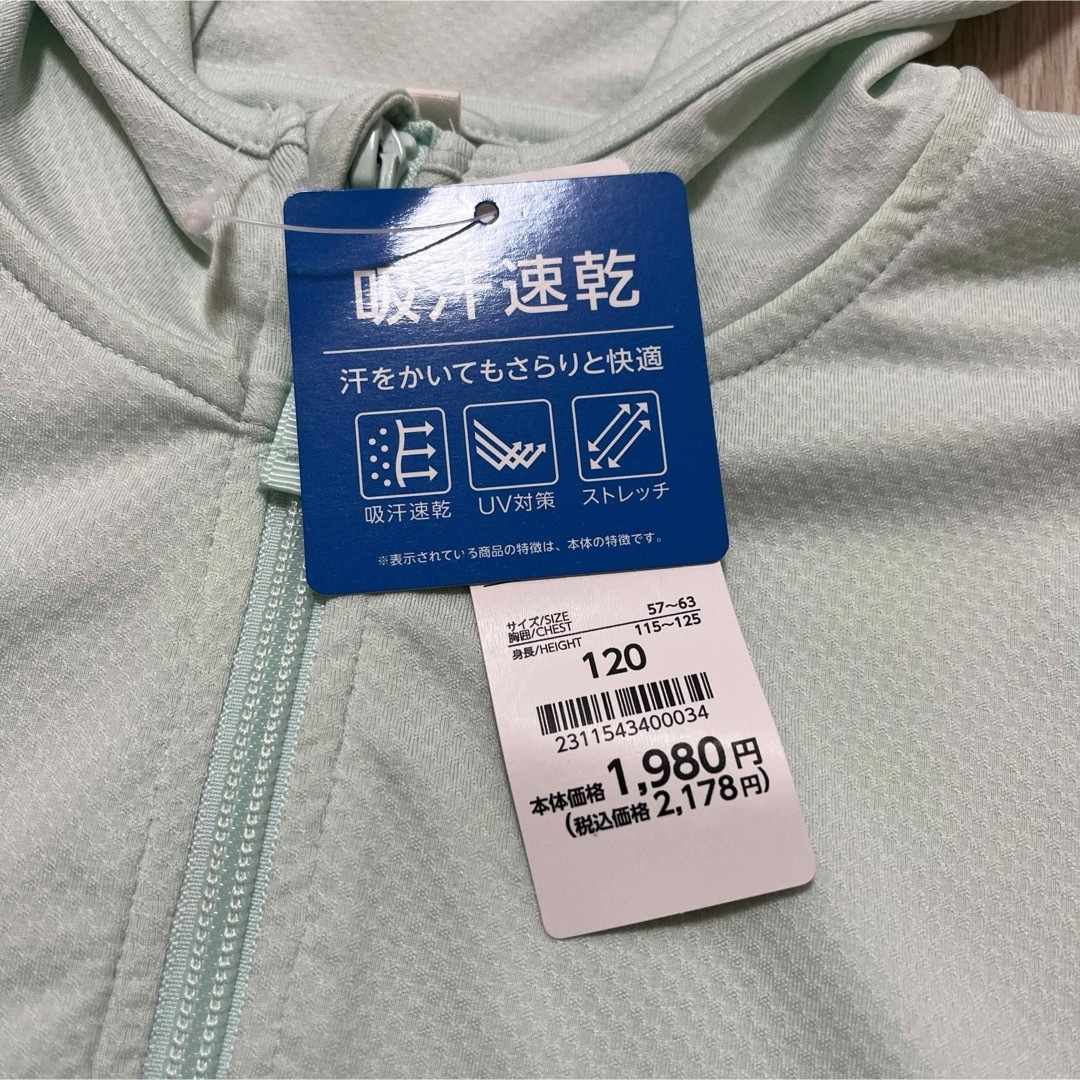 吸汗速乾
汗をかいてもさらりと快適
吸汗速乾 UV対策 ストレッチ
※表示されている商品の特徴は、本体の特徴です。
サイズ/SIZE
胸囲/CHEST 57〜63
身長/HEIGHT 115〜125
120
2311543400034
本体価格 1,980円
(税込価格 2,178円)